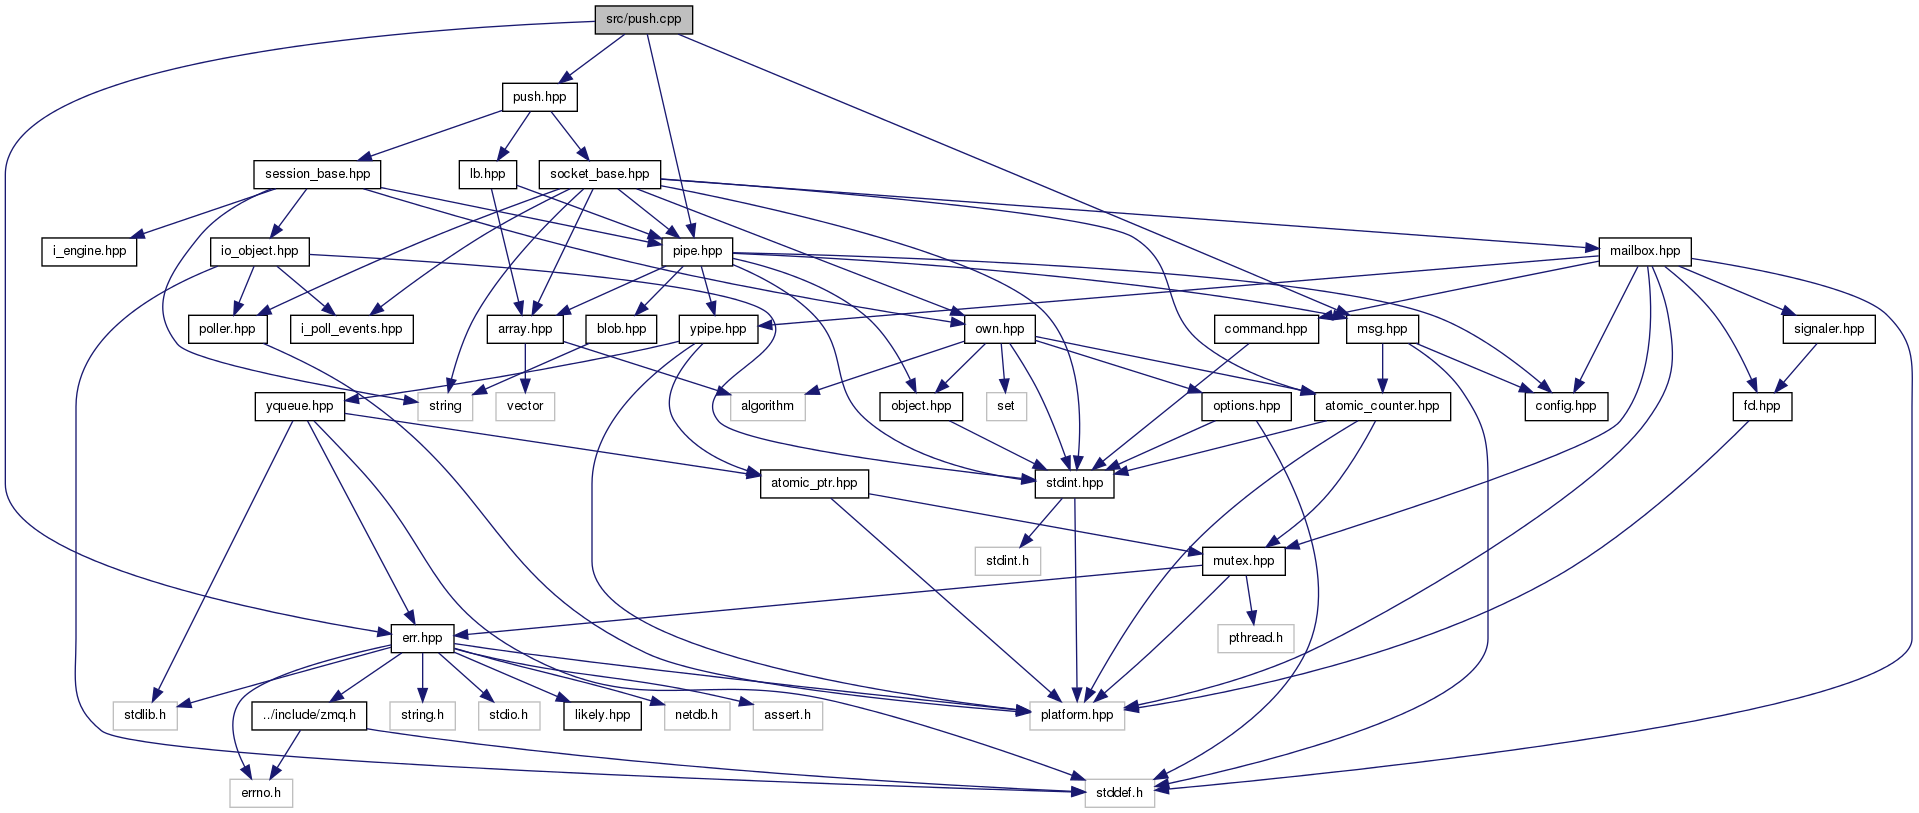 src/push.cpp
push.hpp
session_base.hpp
lb.hpp
socket_base.hpp
i_engine.hpp
io_object.hpp
pipe.hpp
mailbox.hpp
poller.hpp
i_poll_events.hpp
array.hpp
blob.hpp
ypipe.hpp
own.hpp
command.hpp
msg.hpp
signaler.hpp
yqueue.hpp
string
vector
algorithm
object.hpp
set
options.hpp
atomic_counter.hpp
config.hpp
fd.hpp
atomic_ptr.hpp
stdint.hpp
stdint.h
mutex.hpp
err.hpp
pthread.h
stdlib.h
../include/zmq.h
string.h
stdio.h
likely.hpp
netdb.h
assert.h
platform.hpp
errno.h
stddef.h